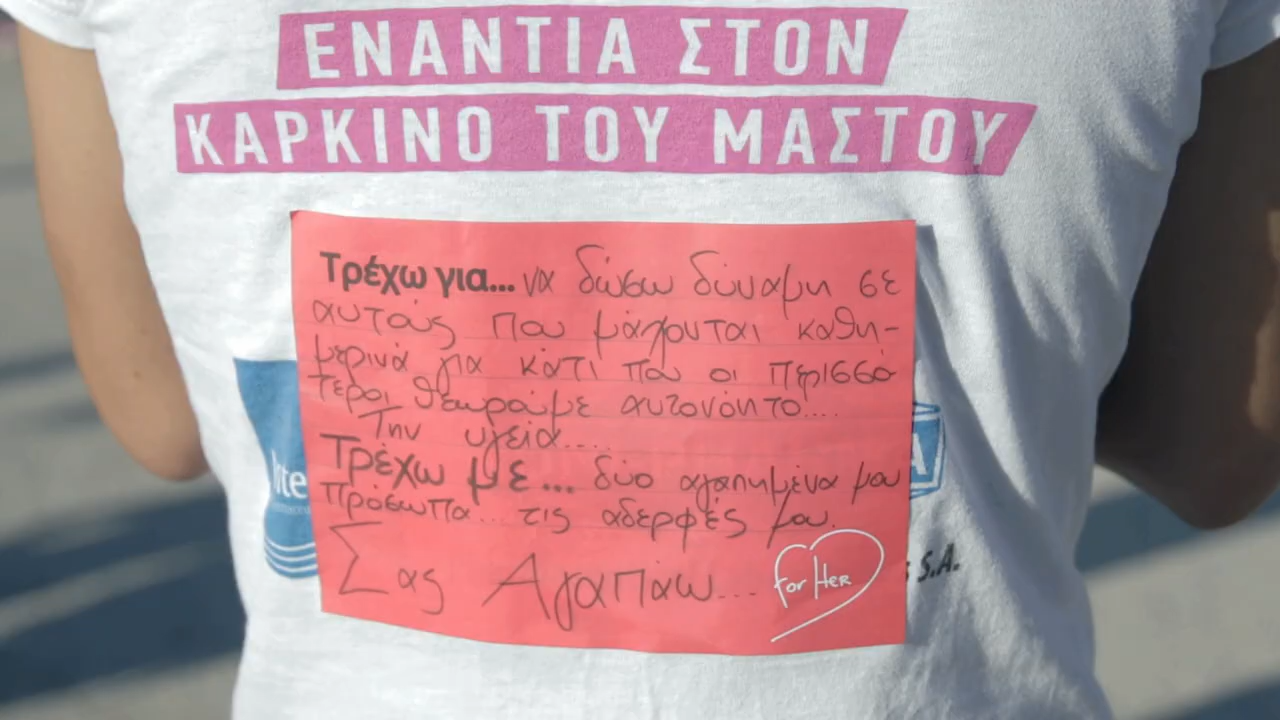 ΕΝΑΝΤΙΑ ΣΤΟΝ
ΚΑΡΚΙΝΟ ΤΟΥ ΜΑΣΤΟΥ
Τρέχω για... να δώσω δύναμη σε
αυτούς που μάχονται καθη-
μερινά για κάτι που οι περισσό
τεροι θεωρούμε αυτονόητο....
Την υγεία....
Τρέχω με... δύο αγαπημένα μου
πρόσωπα... τις αδερφές μου.
Σας Αγαπάω...
For Her
Inte
A
S.A.